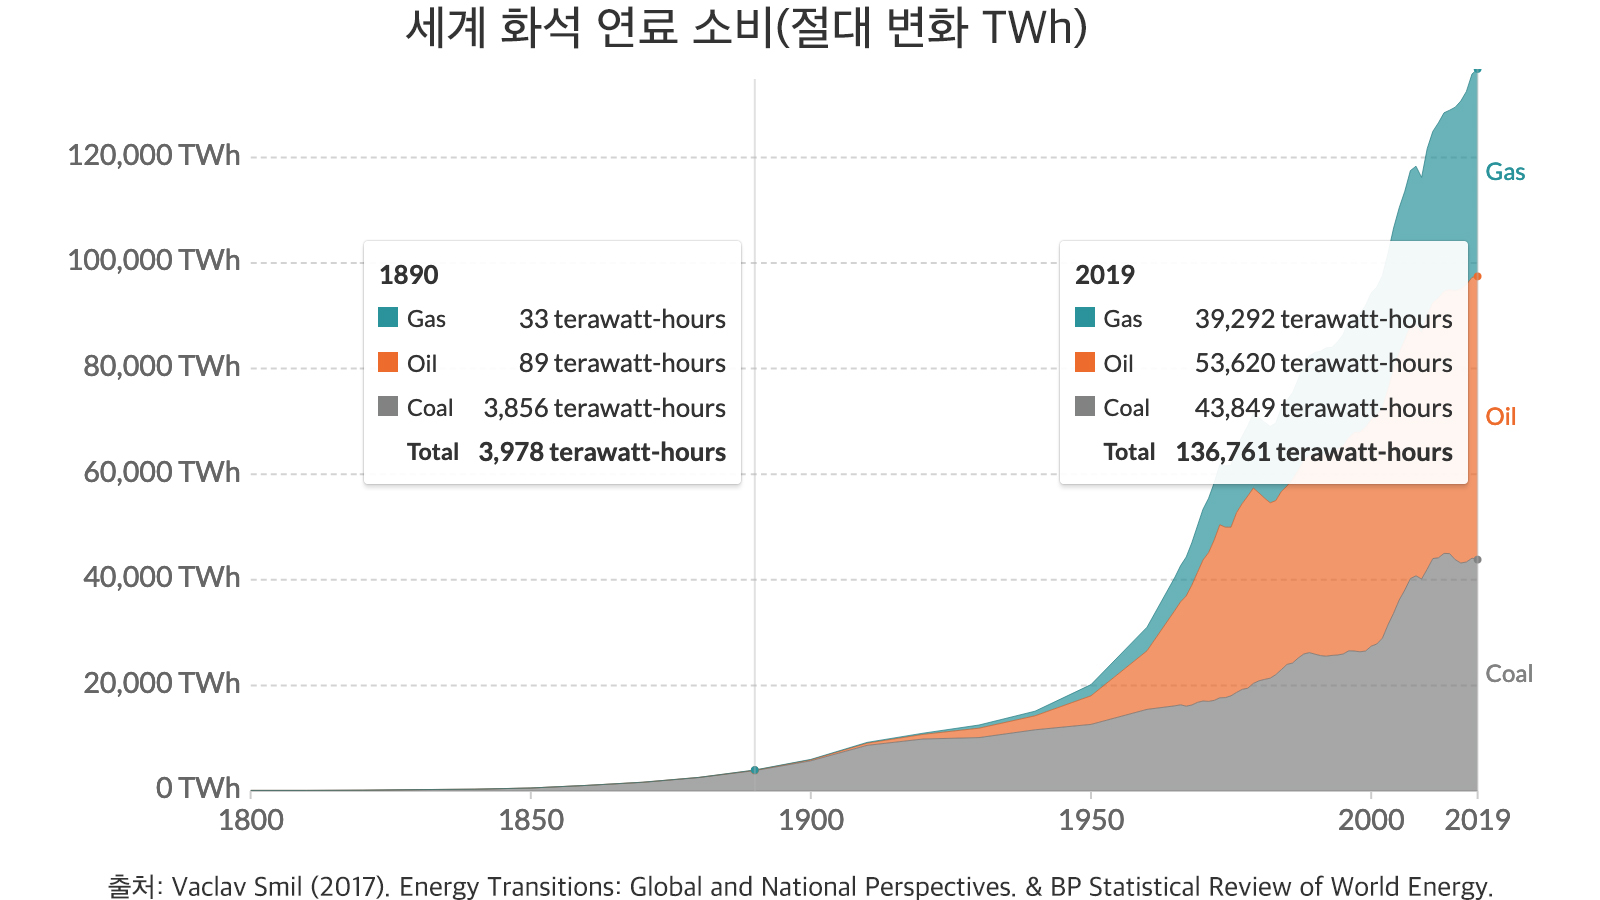 세계 화석 연료 소비(절대 변화 TWh)
120,000 TWh
100,000 TWh
80,000 TWh
60,000 TWh
40,000 TWh
20,000 TWh
0 TWh
1890
Gas 33 terawatt-hours
Oil 89 terawatt-hours
Coal 3,856 terawatt-hours
Total 3,978 terawatt-hours
2019
Gas 39,292 terawatt-hours
Oil 53,620 terawatt-hours
Coal 43,849 terawatt-hours
Total 136,761 terawatt-hours
Gas
Oil
Coal
1800 1850 1900 1950 2000 2019
출처: Vaclav Smil (2017). Energy Transitions: Global and National Perspectives. & BP Statistical Review of World Energy.